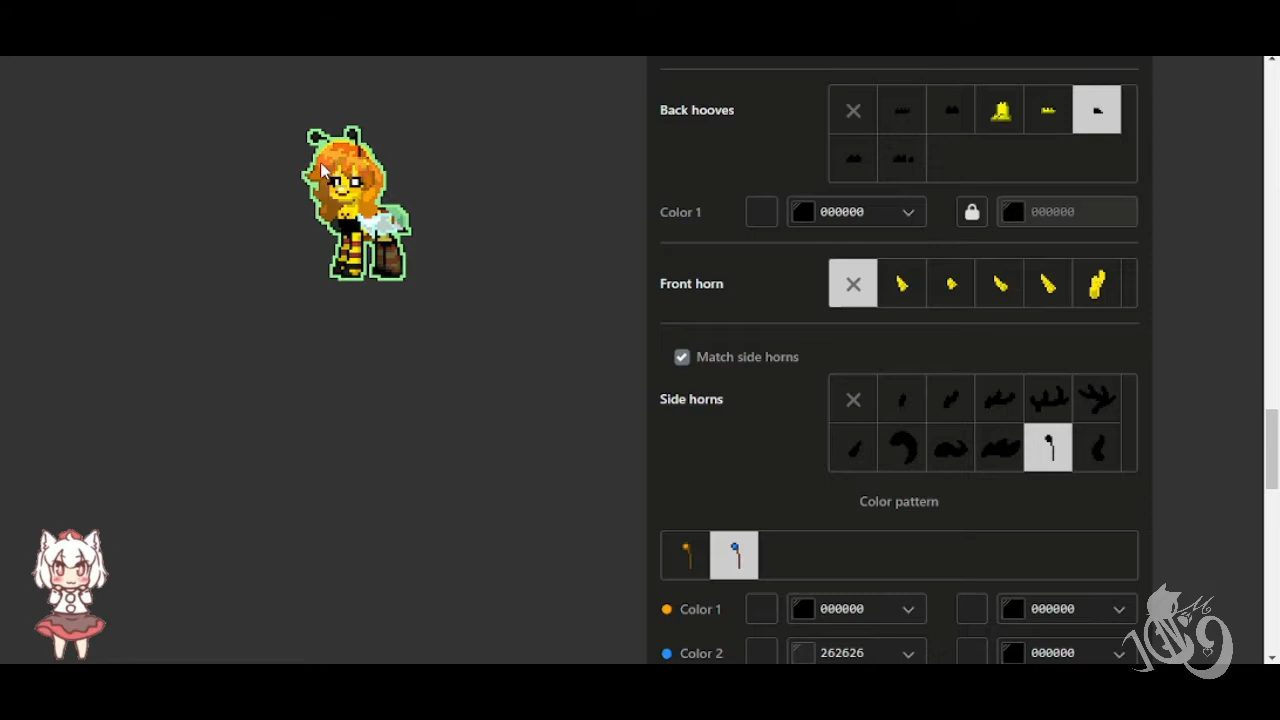 Back hooves
Color 1 000000 000000
Front horn
Match side horns
Side horns
Color pattern
Color 1 000000 000000
Color 2 262626 000000